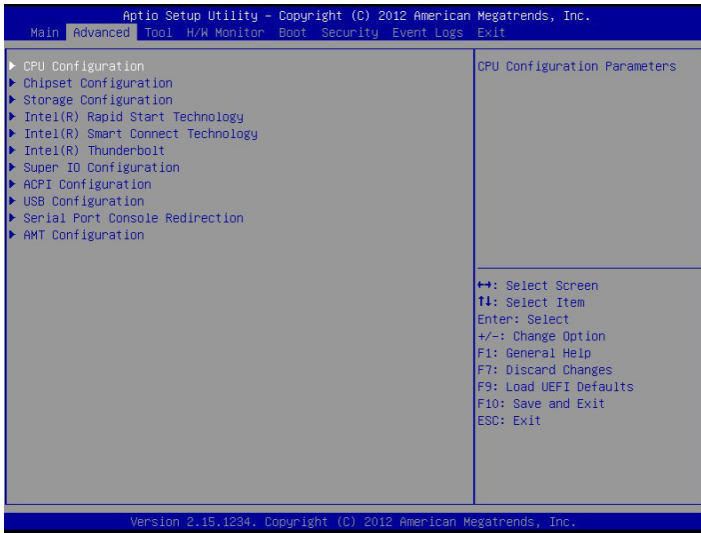 Aptio Setup Utility – Copyright (C) 2012 American Megatrends, Inc.
Main Advanced Tool H/W Monitor Boot Security Event Logs Exit
CPU Configuration
Chipset Configuration
Storage Configuration
Intel(R) Rapid Start Technology
Intel(R) Smart Connect Technology
Intel(R) Thunderbolt
Super IO Configuration
ACPI Configuration
USB Configuration
Serial Port Console Redirection
AMT Configuration
CPU Configuration Parameters
↔: Select Screen
↑↓: Select Item
Enter: Select
+/-: Change Option
F1: General Help
F7: Discard Changes
F9: Load UEFI Defaults
F10: Save and Exit
ESC: Exit
Version 2.15.1234. Copyright (C) 2012 American Megatrends, Inc.